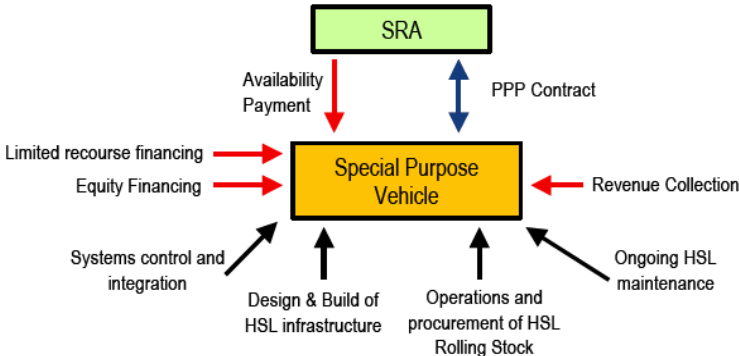 SRA
Availability
Payment
PPP Contract
Limited recourse financing
Equity Financing
Special Purpose
Vehicle
Revenue Collection
Systems control and
integration
Design & Build of
HSL infrastructure
Operations and
procurement of HSL
Rolling Stock
Ongoing HSL
maintenance